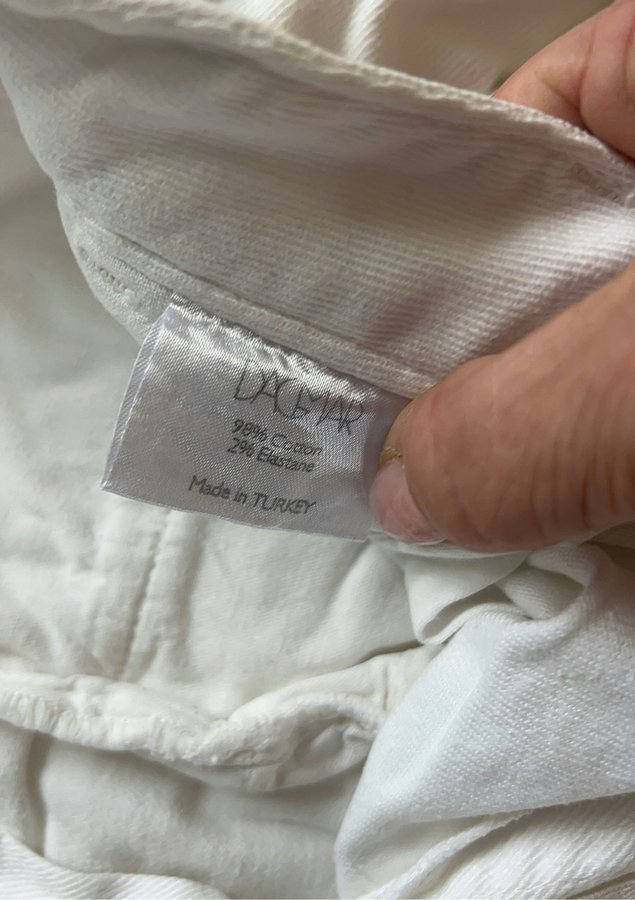 DAGMAR
98% Cotton
2% Elastane
Made in TURKEY